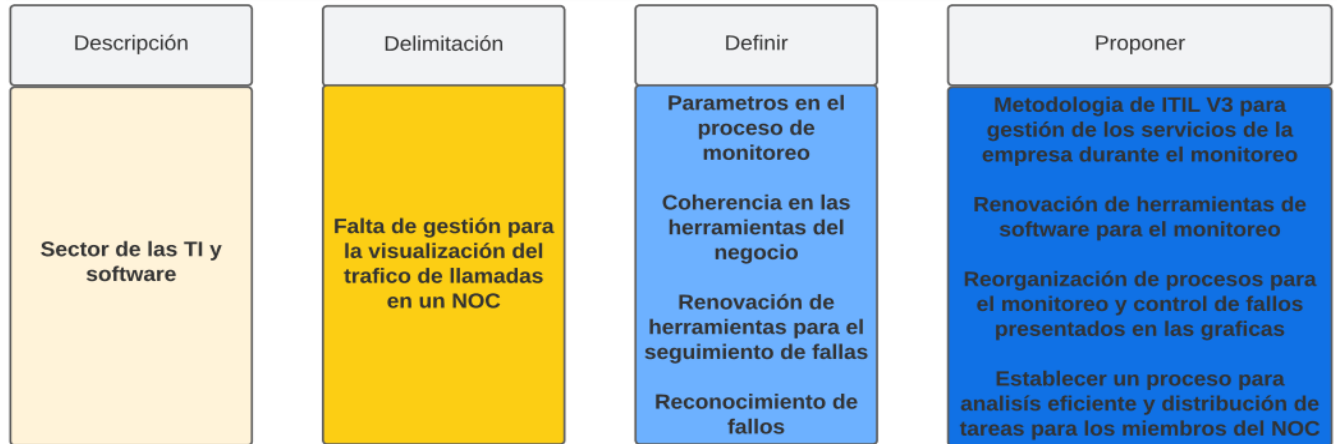 Descripción
Sector de las TI y
software
Delimitación
Falta de gestión para
la visualización del
trafico de llamadas
en un NOC
Definir
Parametros en el
proceso de
monitoreo
Coherencia en las
herramientas del
negocio
Renovación de
herramientas para el
seguimiento de fallas
Reconocimiento de
fallos
Proponer
Metodologia de ITIL V3 para
gestión de los servicios de la
empresa durante el monitoreo
Renovación de herramientas de
software para el monitoreo
Reorganización de procesos para
el monitoreo y control de fallos
presentados en las graficas
Establecer un proceso para
analisís eficiente y distribución de
tareas para los miembros del NOC